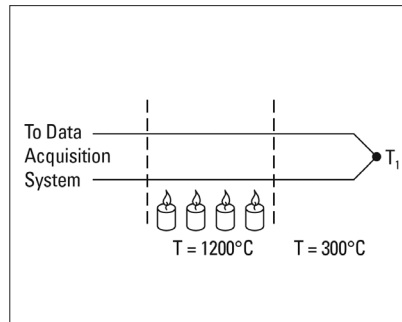 To Data
Acquisition
System
T₁
T = 1200°C
T = 300°C